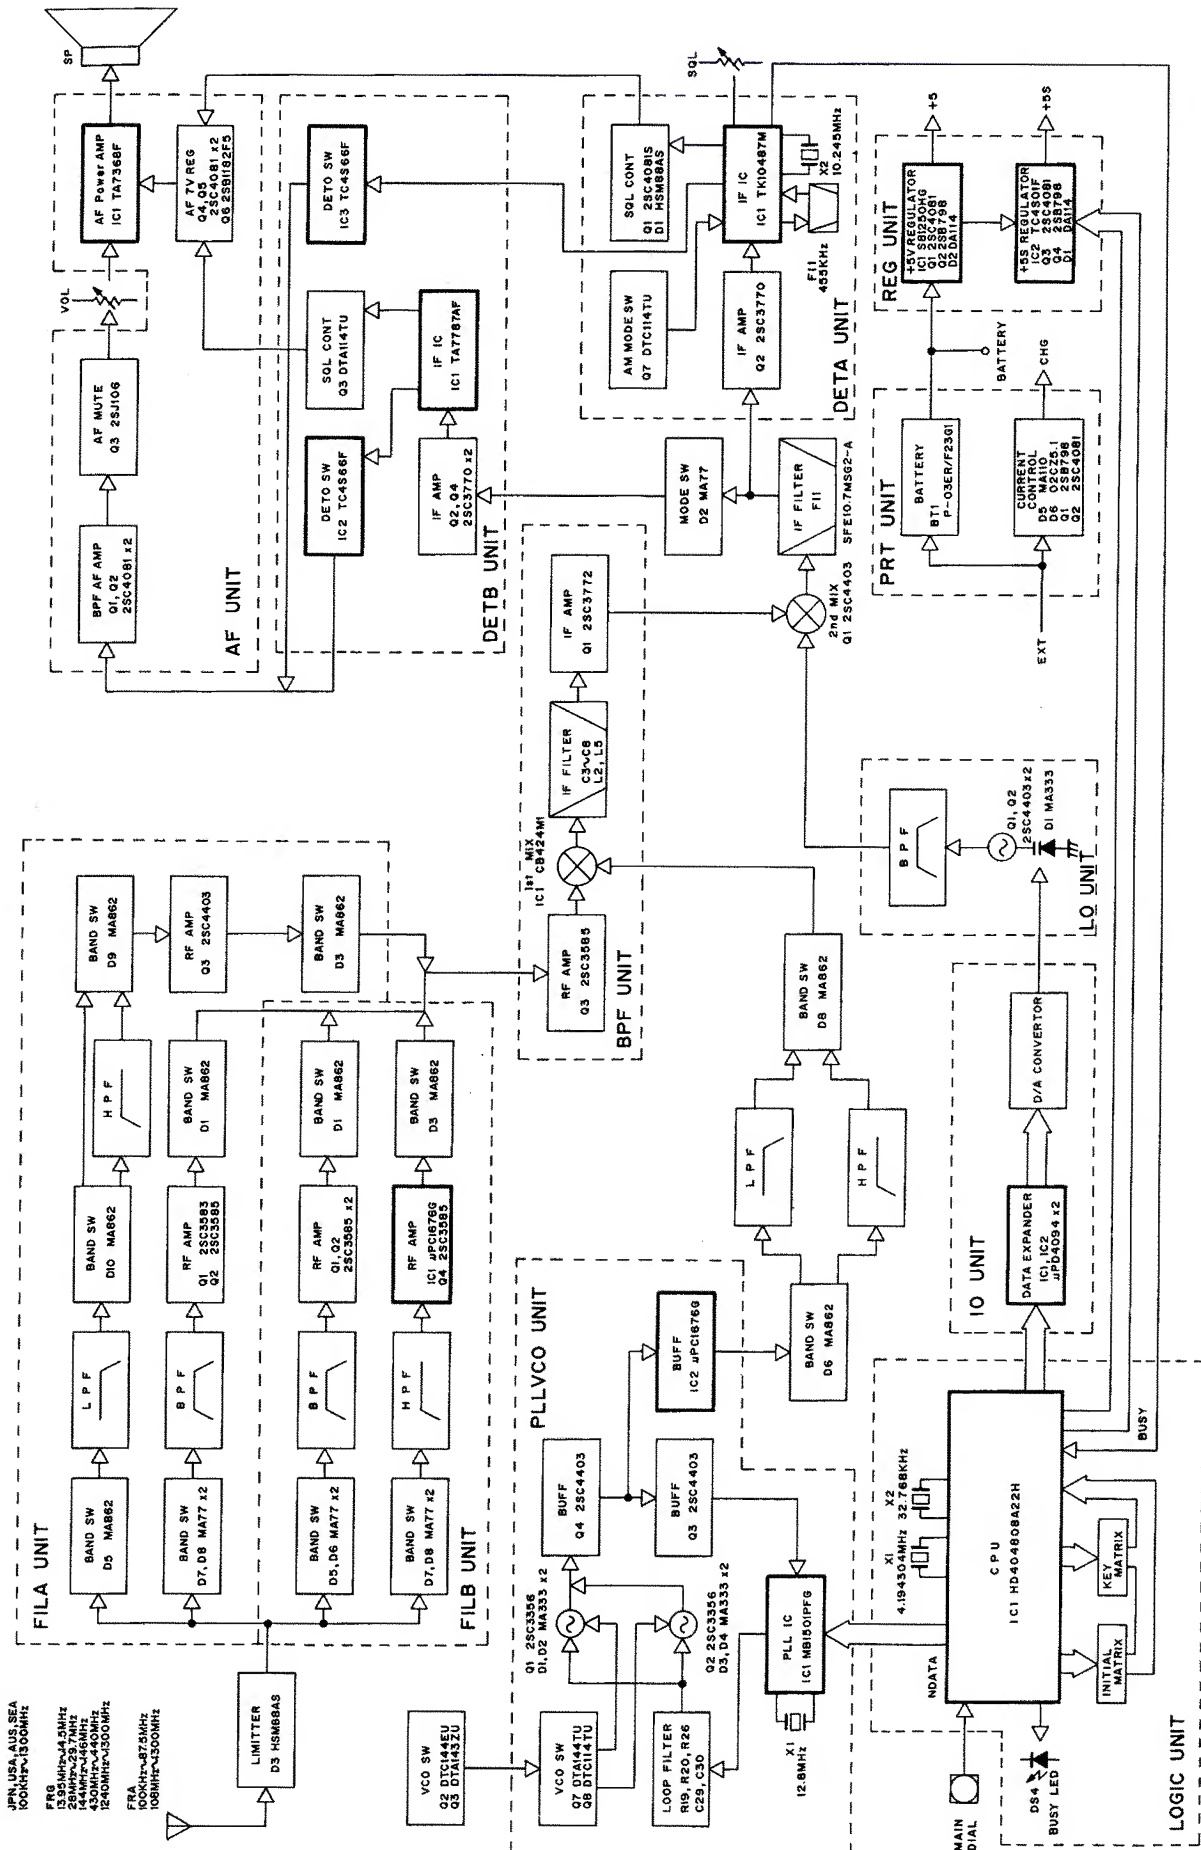 JPN,USA,AUS,SEA
100KHz~1300MHz
FRG
13.95MHz~14.5MHz
28MHz~29.7MHz
144MHz~146MHz
430MHz~440MHz
1240MHz~1300MHz
FRA
100KHz~87.5MHz
108MHz~1300MHz
LIMITTER
D3 HSM88AS
FILA UNIT
BAND SW
D5 MA862
LPF
BAND SW
D10 MA862
HPF
BAND SW
D9 MA862
RF AMP
Q3 2SC4403
BAND SW
D3 MA862
BAND SW
D7,D8 MA77 x2
BPF
RF AMP
Q1 2SC3583
Q2 2SC3585
BAND SW
D1 MA862
FILB UNIT
BAND SW
D5,D6 MA77 x2
BPF
RF AMP
Q1,Q2
2SC3585 x2
BAND SW
D1 MA862
BAND SW
D7,D8 MA77 x2
HPF
RF AMP
IC1 μPC1676G
Q4 2SC3585
BAND SW
D3 MA862
BPF UNIT
RF AMP
Q3 2SC3585
1st MIX
IC1 CB424M1
IF FILTER
C3~C8
L2, L5
IF AMP
Q1 2SC3772
AF UNIT
BPF AF AMP
Q1,Q2
2SC4081 x2
AF MUTE
Q3 2SJ106
VOL
AF Power AMP
IC1 TA7368F
SP
AF 7V REG
Q4,Q5
2SC4081 x2
Q6 2SB1182F5
DETB UNIT
DETO SW
IC2 TC4S66F
SQL CONT
Q3 DTA114TU
DETO SW
IC3 TC4S66F
IF AMP
Q2,Q4
2SC3770 x2
IF IC
IC1 TA7787AF
DETA UNIT
SQL CONT
Q1 2SC4081S
D1 HSM88AS
SQL
AM MODE SW
Q7 DTC114TU
IF IC
IC1 TK10487M
IF AMP
Q2 2SC3770
FI1
455KHz
X2
10.245MHz
MODE SW
D2 MA77
IF FILTER
FI1
SFE10.7MSG2-A
2nd MIX
Q1 2SC4403
PLLVCO UNIT
VCO SW
Q2 DTC144EU
Q3 DTA143ZU
VCO SW
Q7 DTA144TU
Q8 DTC114TU
LOOP FILTER
R19, R20, R26
C29, C30
Q1 2SC3356
D1, D2 MA333 x2
Q2 2SC3356
D3, D4 MA333 x2
BUFF
Q4 2SC4403
BUFF
Q3 2SC4403
BUFF
IC2 μPC1676G
PLL IC
IC1 MB1501PFG
X1
12.8MHz
BAND SW
D6 MA862
LPF
HPF
BAND SW
D8 MA862
LO UNIT
BPF
Q1,Q2
2SC4403 x2
D1 MA333
IO UNIT
DATA EXPANDER
IC1, IC2
μPD4094 x2
D/A CONVERTOR
PRT UNIT
BATTERY
BT1
P-03ER/F23G1
CURRENT
CONTROL
D5 MA110
D6 02CZ5.1
Q1 2SB798
Q2 2SC4081
EXT
CHG
BATTERY
REG UNIT
+5V REGULATOR
IC1 S81250HG
Q1 2SC4081
Q2 2SB798
D2 DA114
+5
+5S REGULATOR
IC2 TC4S01F
Q3 2SC4081
Q4 2SB798
D1 DA114
+5S
LOGIC UNIT
MAIN
DIAL
NDATA
CPU
IC1 HD404808A22H
X1
4.194304MHz
X2
32.768KHz
BUSY
DS4
BUSY LED
INITIAL
MATRIX
KEY
MATRIX